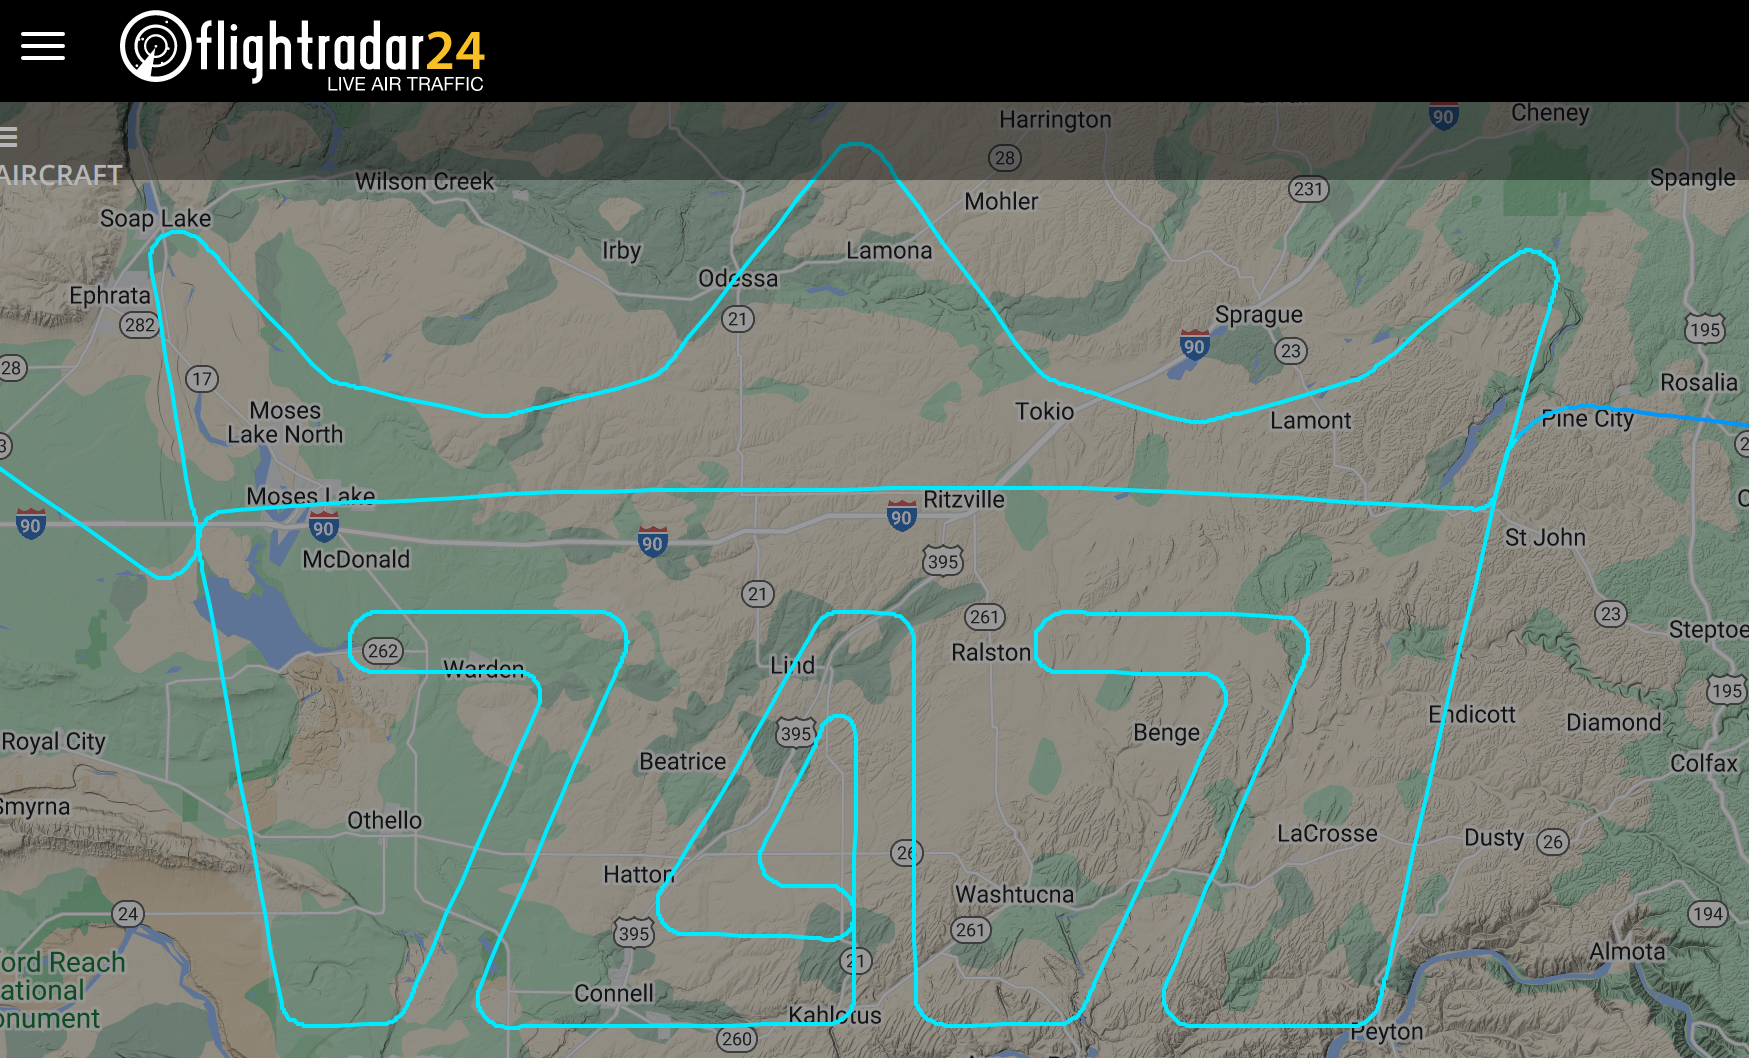 flightradar24
LIVE AIR TRAFFIC
AIRCRAFT
Harrington
90
Cheney
28
Wilson Creek
231
Spangle
Mohler
Soap Lake
Irby
Lamona
Odessa
Ephrata
282
21
Sprague
195
90
23
28
17
Rosalia
Moses
Lake North
Tokio
Lamont
Pine City
Moses Lake
Ritzville
90
90
90
90
St John
McDonald
395
21
261
23
Steptoe
262
Warden
Lind
Ralston
195
Endicott
Diamond
Royal City
395
Benge
Beatrice
Colfax
Smyrna
Othello
LaCrosse
Dusty
26
26
Hatton
Washtucna
24
395
261
194
Almota
ord Reach
ational
onument
21
Connell
Kahlotus
260
Peyton
747